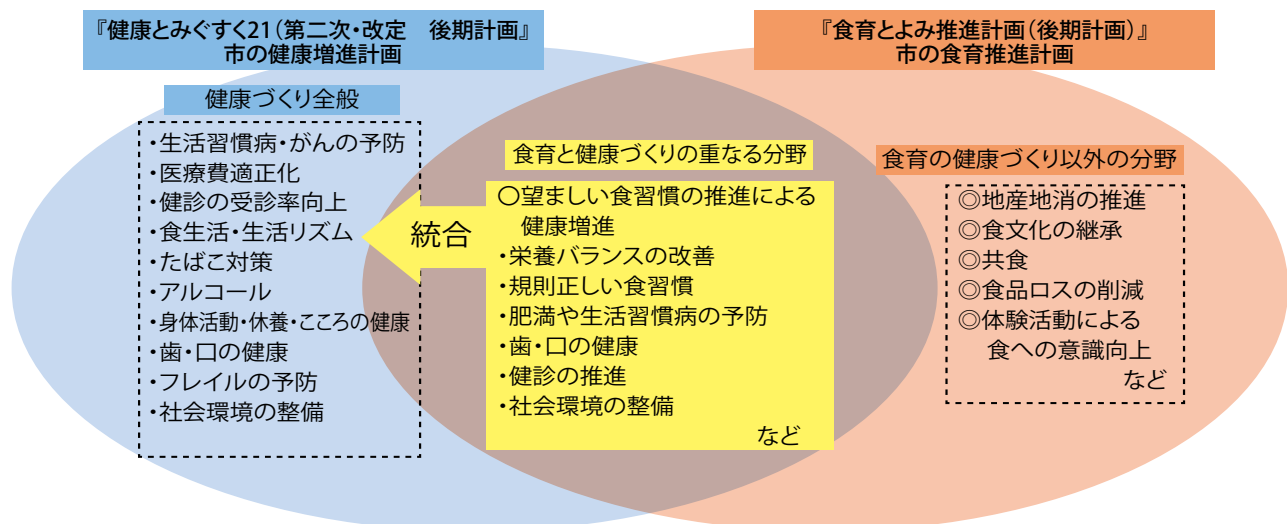 『健康とみぐすく21（第二次・改定　後期計画』
市の健康増進計画
健康づくり全般
・生活習慣病・がんの予防
・医療費適正化
・健診の受診率向上
・食生活・生活リズム
・たばこ対策
・アルコール
・身体活動・休養・こころの健康
・歯・口の健康
・フレイルの予防
・社会環境の整備
統合
食育と健康づくりの重なる分野
〇望ましい食習慣の推進による
健康増進
・栄養バランスの改善
・規則正しい食習慣
・肥満や生活習慣病の予防
・歯・口の健康
・健診の推進
・社会環境の整備
など
『食育とよみ推進計画（後期計画）』
市の食育推進計画
食育の健康づくり以外の分野
◎地産地消の推進
◎食文化の継承
◎共食
◎食品ロスの削減
◎体験活動による
食への意識向上
など